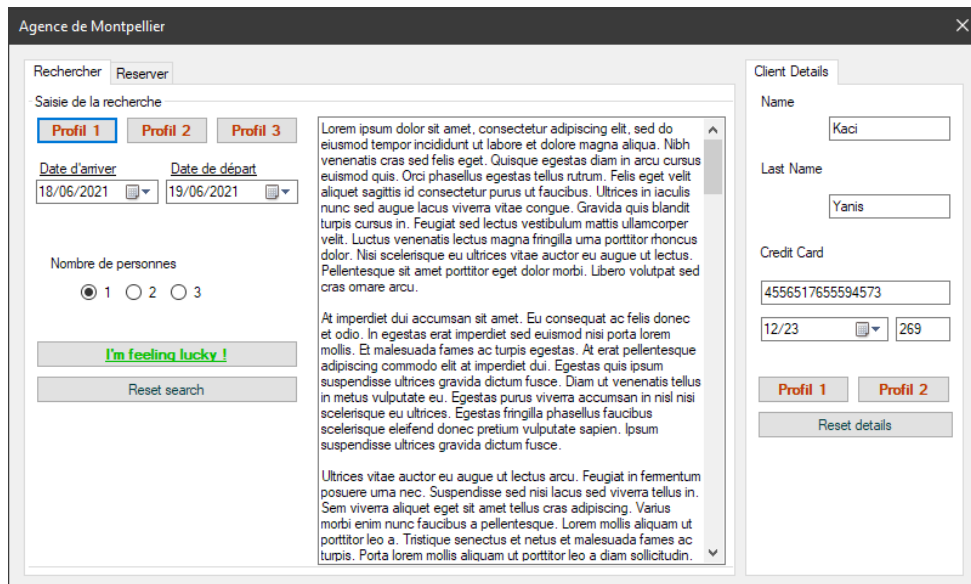 Agence de Montpellier
Rechercher
Reserver
Saisie de la recherche
Profil 1
Profil 2
Profil 3
Date d'arriver
Date de départ
18/06/2021
19/06/2021
Nombre de personnes
1
2
3
I'm feeling lucky !
Reset search
Lorem ipsum dolor sit amet, consectetur adipiscing elit, sed do
eiusmod tempor incididunt ut labore et dolore magna aliqua. Nibh
venenatis cras sed felis eget. Quisque egestas diam in arcu cursus
euismod quis. Orci phasellus egestas tellus rutrum. Felis eget velit
aliquet sagittis id consectetur purus ut faucibus. Ultrices in iaculis
nunc sed augue lacus viverra vitae congue. Gravida quis blandit
turpis cursus in. Feugiat sed lectus vestibulum mattis ullamcorper
velit. Luctus venenatis lectus magna fringilla urna porttitor rhoncus
dolor. Nisi scelerisque eu ultrices vitae auctor eu augue ut lectus.
Pellentesque sit amet porttitor eget dolor morbi. Libero volutpat sed
cras ornare arcu.
At imperdiet dui accumsan sit amet. Eu consequat ac felis donec
et odio. In egestas erat imperdiet sed euismod nisi porta lorem
mollis. Et malesuada fames ac turpis egestas. At erat pellentesque
adipiscing commodo elit at imperdiet dui. Egestas quis ipsum
suspendisse ultrices gravida dictum fusce. Diam ut venenatis tellus
in metus vulputate eu. Egestas purus viverra accumsan in nisl nisi
scelerisque eu ultrices. Egestas fringilla phasellus faucibus
scelerisque eleifend donec pretium vulputate sapien. Ipsum
suspendisse ultrices gravida dictum fusce.
Ultrices vitae auctor eu augue ut lectus arcu. Feugiat in fermentum
posuere urna nec. Suspendisse sed nisi lacus sed viverra tellus in.
Sem viverra aliquet eget sit amet tellus cras adipiscing. Varius
morbi enim nunc faucibus a pellentesque. Lorem mollis aliquam ut
porttitor leo a. Tristique senectus et netus et malesuada fames ac
turpis. Porta lorem mollis aliquam ut porttitor leo a diam sollicitudin.
Client Details
Name
Kaci
Last Name
Yanis
Credit Card
4556517655594573
12/23
269
Profil 1
Profil 2
Reset details